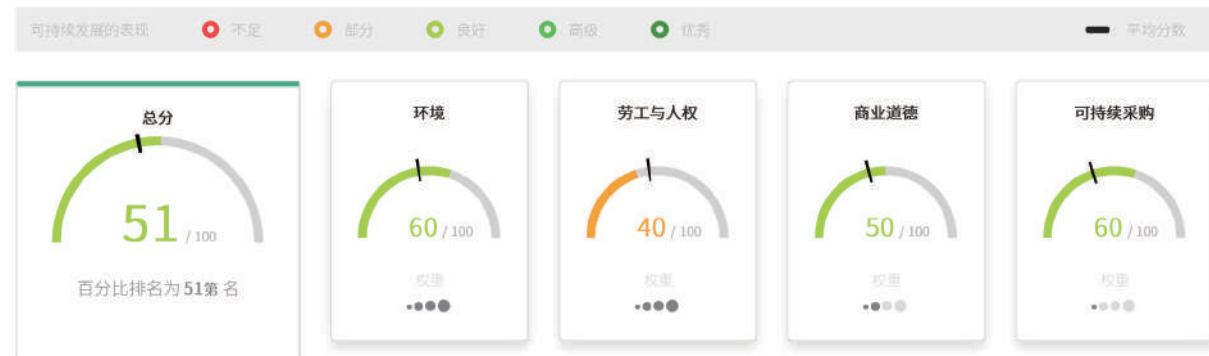 可持续发展的表现 不足 部分 良好 高级 优秀 平均分数
总分
51 / 100
百分比排名为 51第 名
环境
60 / 100
权重
劳工与人权
40 / 100
权重
商业道德
50 / 100
权重
可持续采购
60 / 100
权重